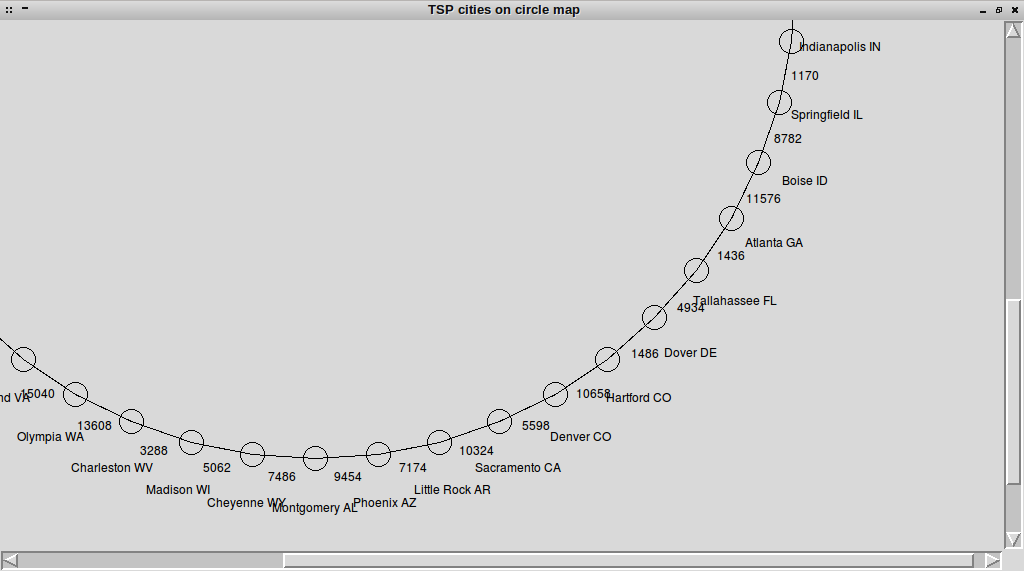 TSP cities on circle map
Indianapolis IN
1170
Springfield IL
8782
Boise ID
11576
Atlanta GA
1436
Tallahassee FL
4934
1486 Dover DE
nd VA
15040
10658
Hartford CO
13608
5598
Olympia WA
Denver CO
3288
10324
Charleston WV
5062
7174
Sacramento CA
7486
9454
Madison WI
Little Rock AR
Cheyenne WY
Phoenix AZ
Montgomery AL